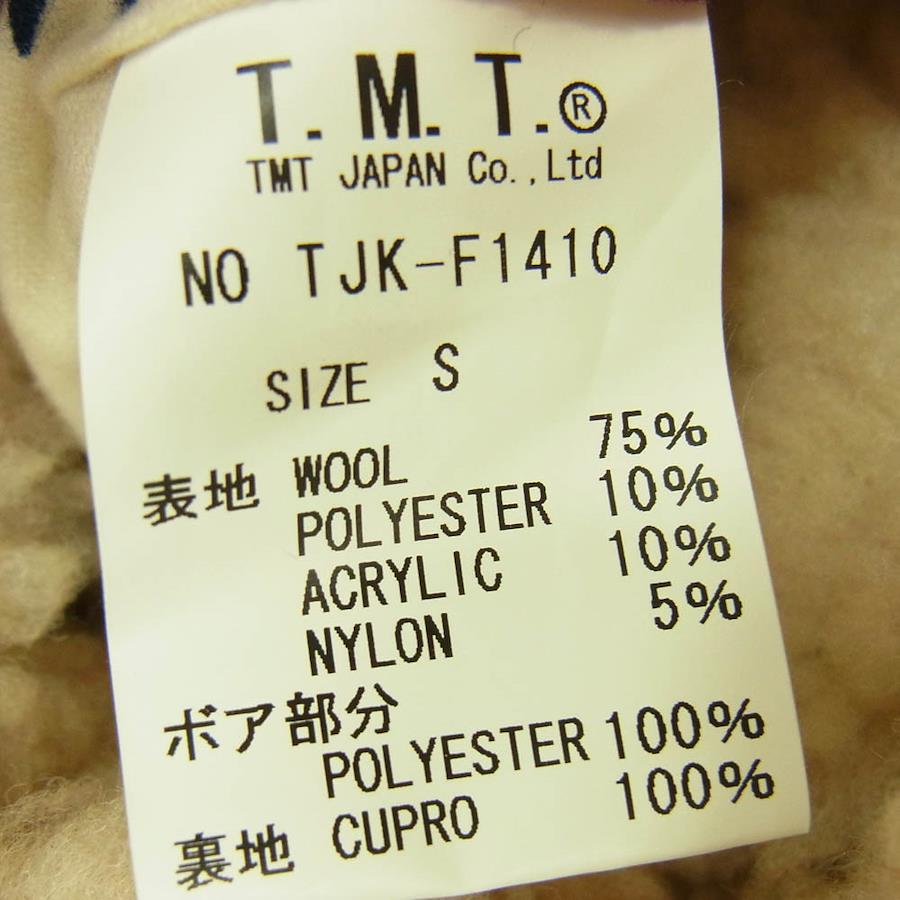 T.M.T.®
TMT JAPAN Co.,Ltd
NO TJK-F1410
SIZE S
表地 WOOL 75%
POLYESTER 10%
ACRYLIC 10%
NYLON 5%
ボア部分
POLYESTER 100%
裏地 CUPRO 100%